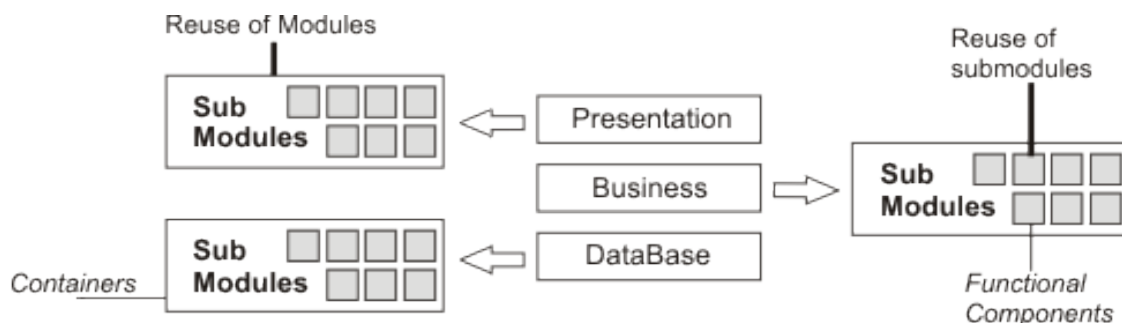 Reuse of Modules
Sub
Modules
Presentation
Business
DataBase
Sub
Modules
Containers
Reuse of
submodules
Sub
Modules
Functional
Components